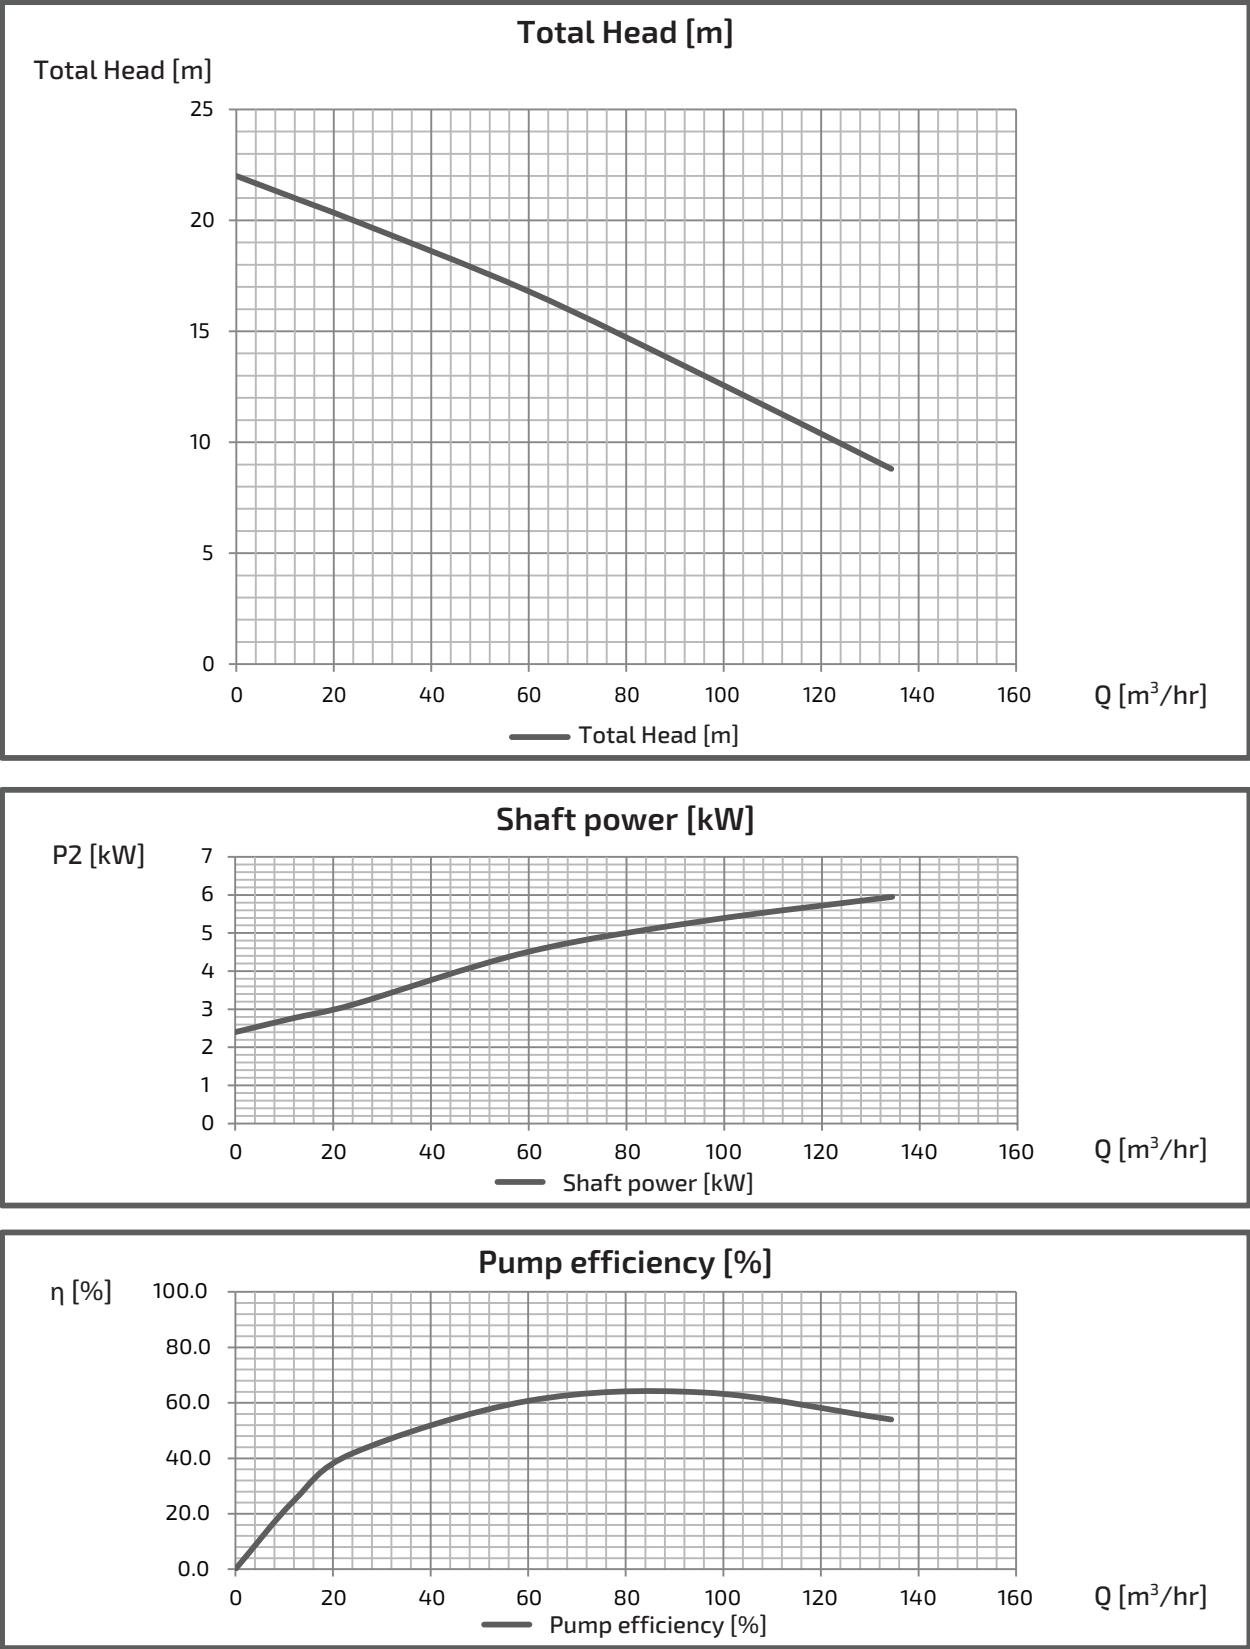 Total Head [m]
Total Head [m]
25
20
15
10
5
0
0 20 40 60 80 100 120 140 160 Q [m³/hr]
Total Head [m]
Shaft power [kW]
P2 [kW]
7
6
5
4
3
2
1
0
0 20 40 60 80 100 120 140 160 Q [m³/hr]
Shaft power [kW]
Pump efficiency [%]
η [%]
100.0
80.0
60.0
40.0
20.0
0.0
0 20 40 60 80 100 120 140 160 Q [m³/hr]
Pump efficiency [%]